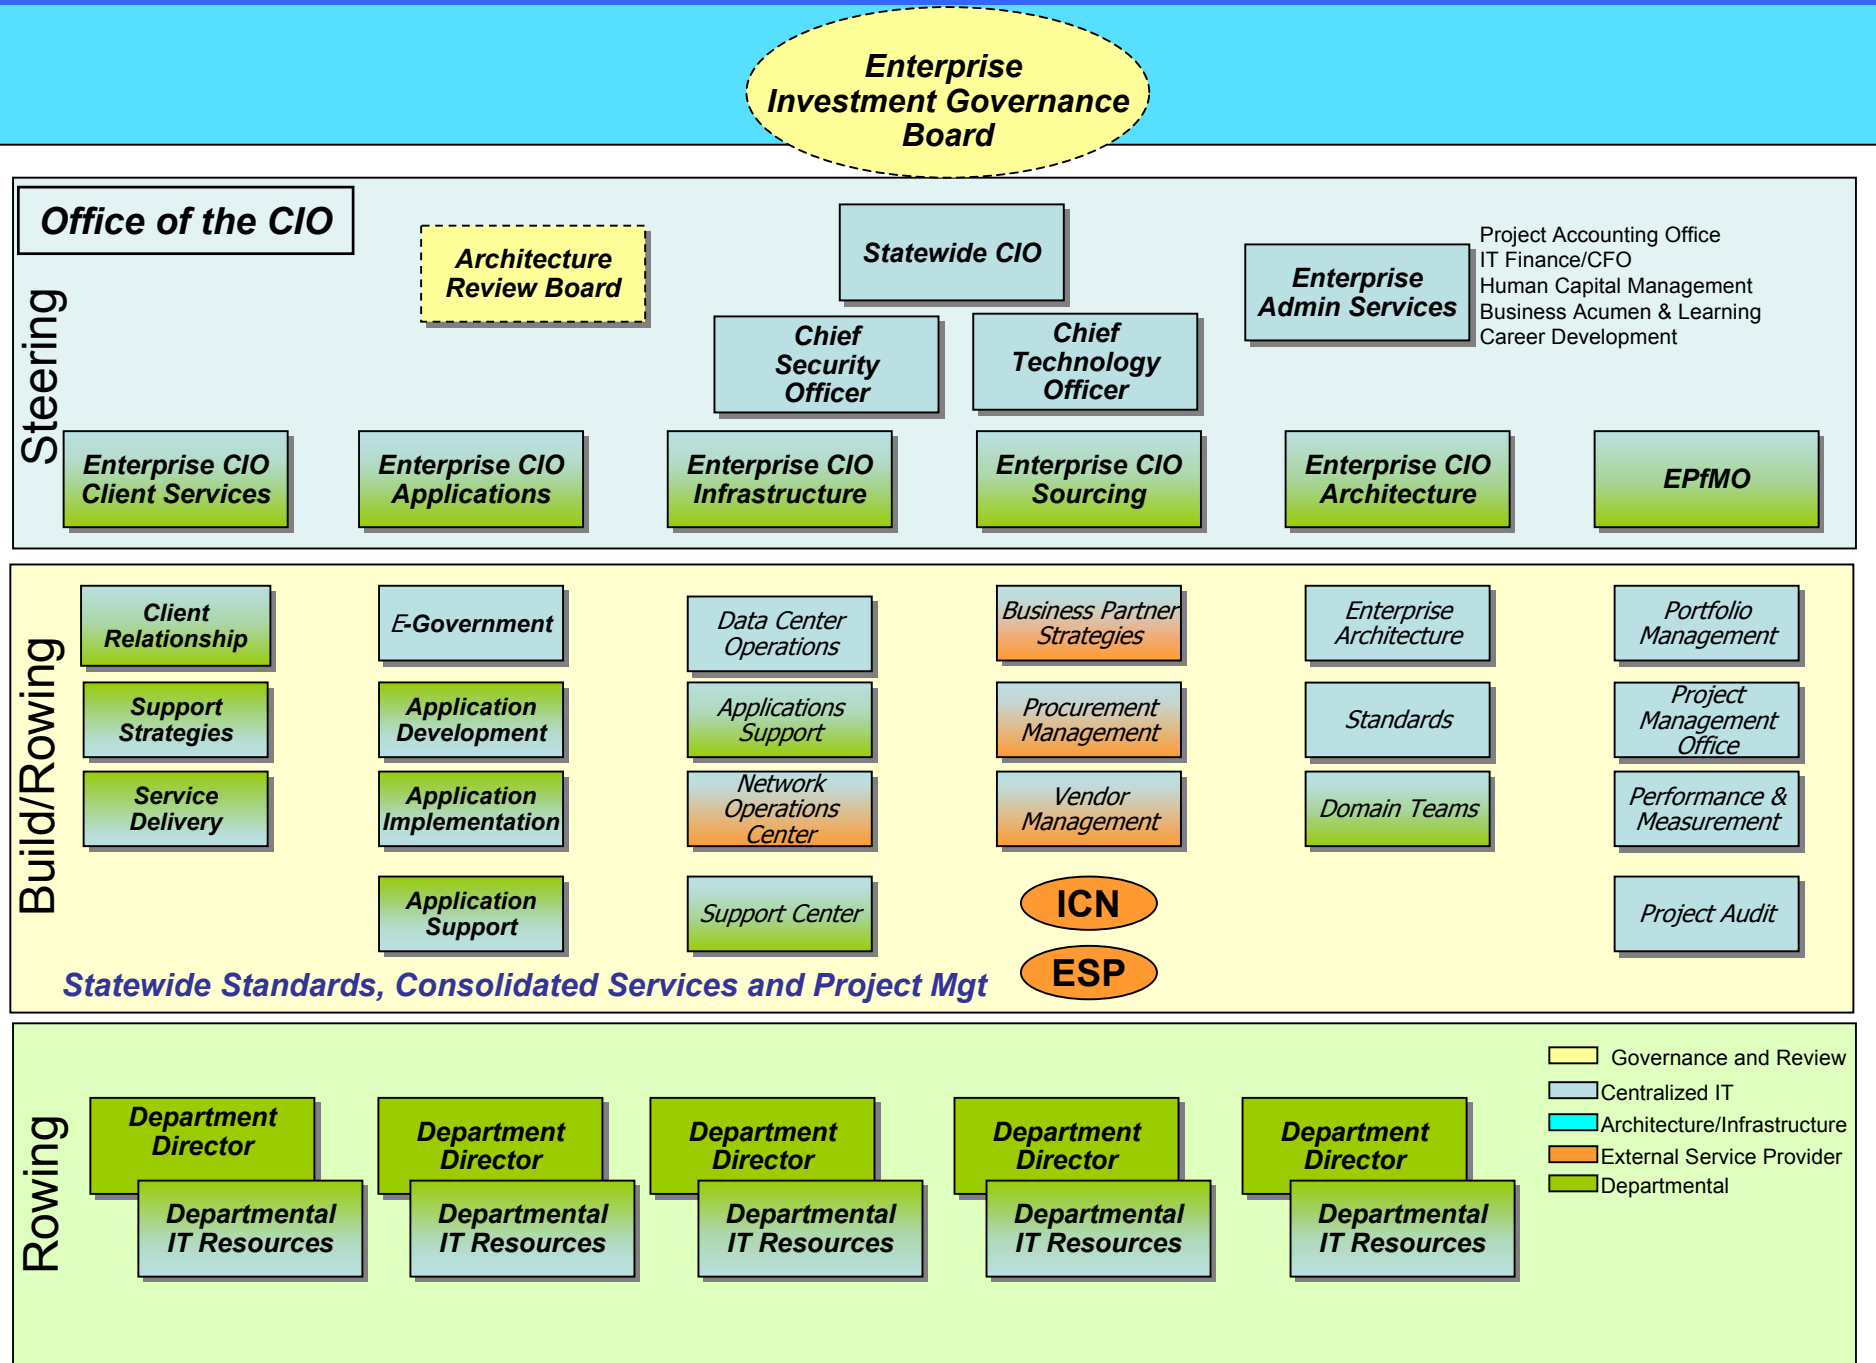 Enterprise
Investment Governance
Board
Office of the CIO
Steering
Architecture
Review Board
Statewide CIO
Enterprise
Admin Services
Project Accounting Office
IT Finance/CFO
Human Capital Management
Business Acumen & Learning
Career Development
Chief
Security
Officer
Chief
Technology
Officer
Enterprise CIO
Client Services
Enterprise CIO
Applications
Enterprise CIO
Infrastructure
Enterprise CIO
Sourcing
Enterprise CIO
Architecture
EPfMO
Build/Rowing
Client
Relationship
E-Government
Data Center
Operations
Business Partner
Strategies
Enterprise
Architecture
Portfolio
Management
Support
Strategies
Application
Development
Applications
Support
Procurement
Management
Standards
Project
Management
Office
Service
Delivery
Application
Implementation
Network
Operations
Center
Vendor
Management
Domain Teams
Performance &
Measurement
Application
Support
Support Center
ICN
Project Audit
ESP
Statewide Standards, Consolidated Services and Project Mgt
Rowing
Department
Director
Departmental
IT Resources
Department
Director
Departmental
IT Resources
Department
Director
Departmental
IT Resources
Department
Director
Departmental
IT Resources
Department
Director
Departmental
IT Resources
Governance and Review
Centralized IT
Architecture/Infrastructure
External Service Provider
Departmental